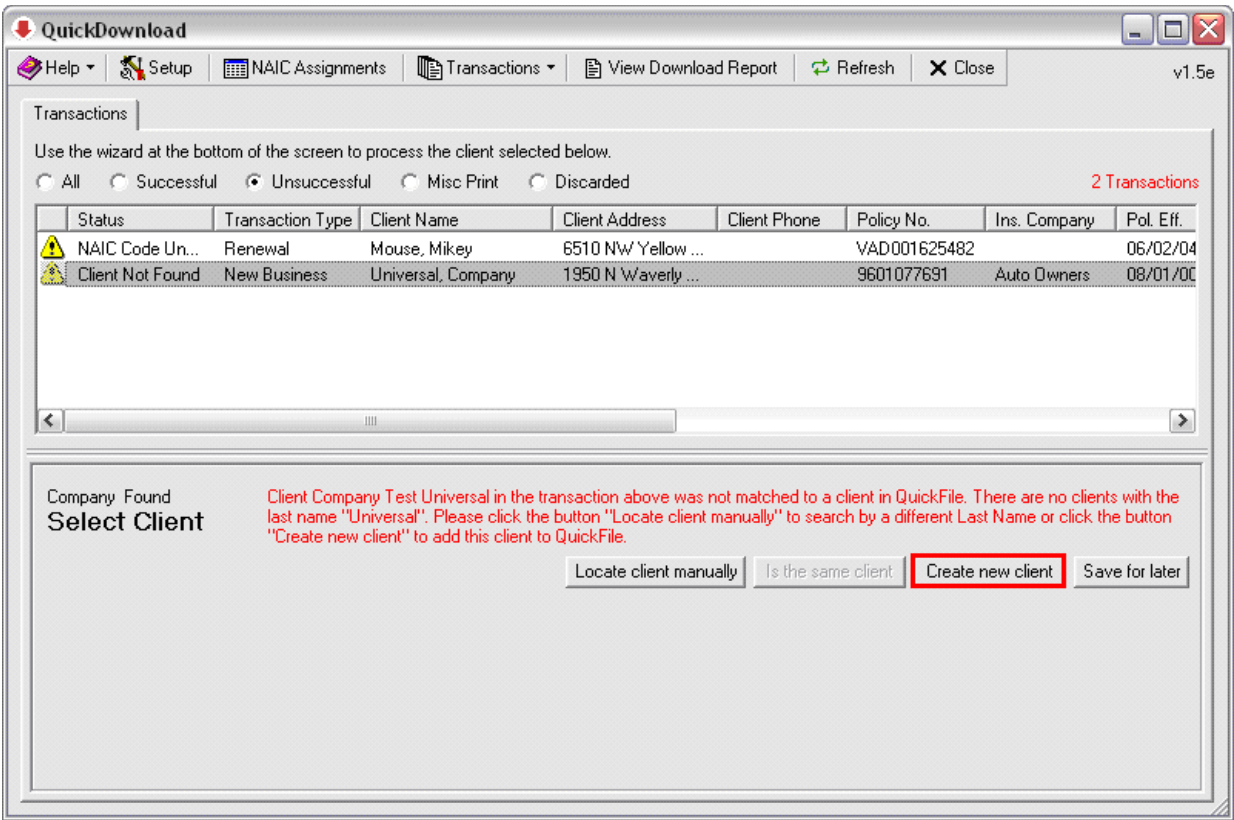 QuickDownload
Help Setup NAIC Assignments Transactions View Download Report Refresh Close v1.5e
Transactions
Use the wizard at the bottom of the screen to process the client selected below.
All Successful Unsuccessful Misc Print Discarded 2 Transactions
Status Transaction Type Client Name Client Address Client Phone Policy No. Ins. Company Pol. Eff.
NAIC Code Un... Renewal Mouse, Mikey 6510 NW Yellow ... VAD001625482 06/02/04
Client Not Found New Business Universal, Company 1950 N Waverly ... 9601077691 Auto Owners 08/01/00
Company Found
Select Client
Client Company Test Universal in the transaction above was not matched to a client in QuickFile. There are no clients with the
last name "Universal". Please click the button "Locate client manually" to search by a different Last Name or click the button
"Create new client" to add this client to QuickFile.
Locate client manually Is the same client Create new client Save for later